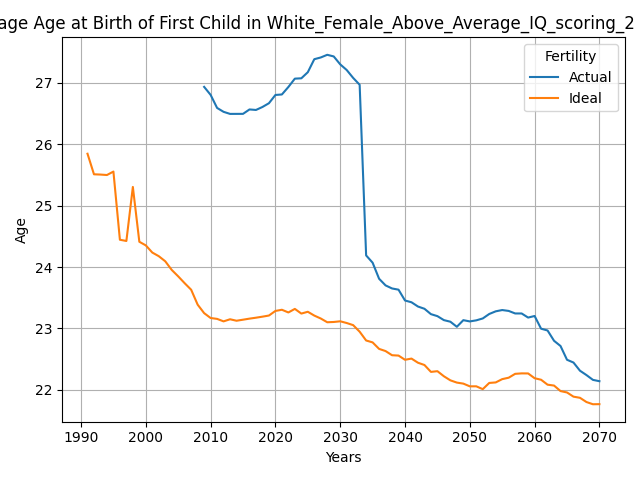 age Age at Birth of First Child in White_Female_Above_Average_IQ_scoring_2
Fertility
Actual
Ideal
27
26
25
24
23
22
Age
1990 2000 2010 2020 2030 2040 2050 2060 2070
Years